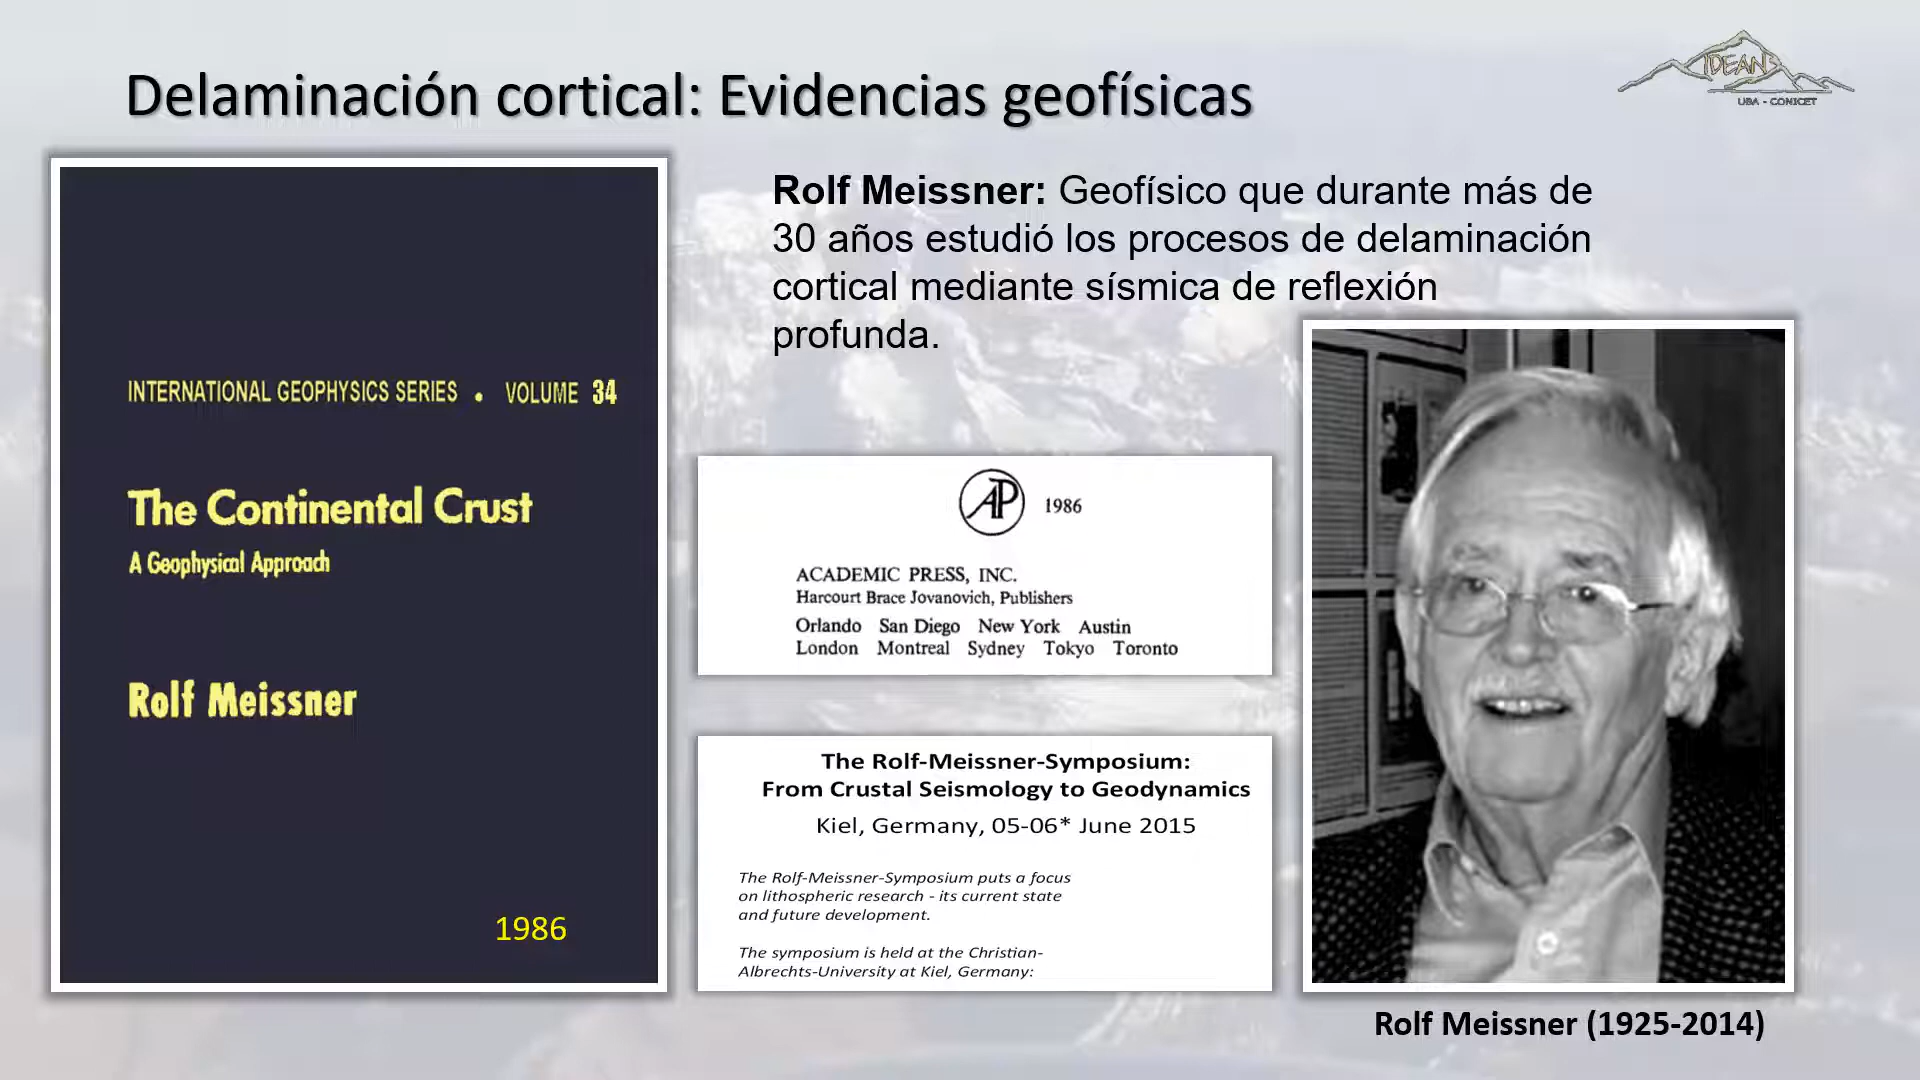 Delaminación cortical: Evidencias geofísicas
IDEAN
UBA - CONICET
Rolf Meissner: Geofísico que durante más de
30 años estudió los procesos de delaminación
cortical mediante sísmica de reflexión
profunda.
INTERNATIONAL GEOPHYSICS SERIES • VOLUME 34
The Continental Crust
A Geophysical Approach
Rolf Meissner
1986
AP 1986
ACADEMIC PRESS, INC.
Harcourt Brace Jovanovich, Publishers
Orlando San Diego New York Austin
London Montreal Sydney Tokyo Toronto
The Rolf-Meissner-Symposium:
From Crustal Seismology to Geodynamics
Kiel, Germany, 05-06* June 2015
The Rolf-Meissner-Symposium puts a focus
on lithospheric research - its current state
and future development.
The symposium is held at the Christian-
Albrechts-University at Kiel, Germany:
Rolf Meissner (1925-2014)